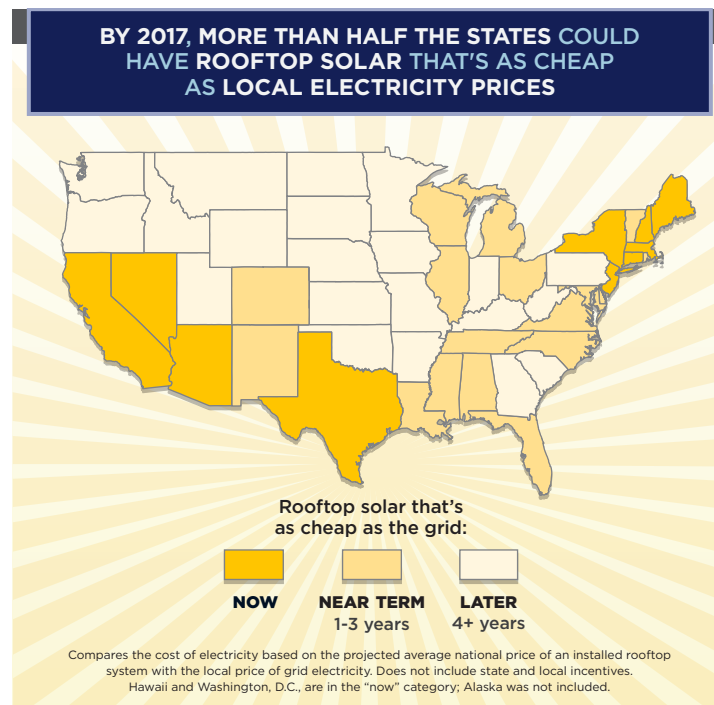 BY 2017, MORE THAN HALF THE STATES COULD
HAVE ROOFTOP SOLAR THAT'S AS CHEAP
AS LOCAL ELECTRICITY PRICES
Rooftop solar that's
as cheap as the grid:
NOW NEAR TERM LATER
1-3 years 4+ years
Compares the cost of electricity based on the projected average national price of an installed rooftop
system with the local price of grid electricity. Does not include state and local incentives.
Hawaii and Washington, D.C., are in the “now” category; Alaska was not included.